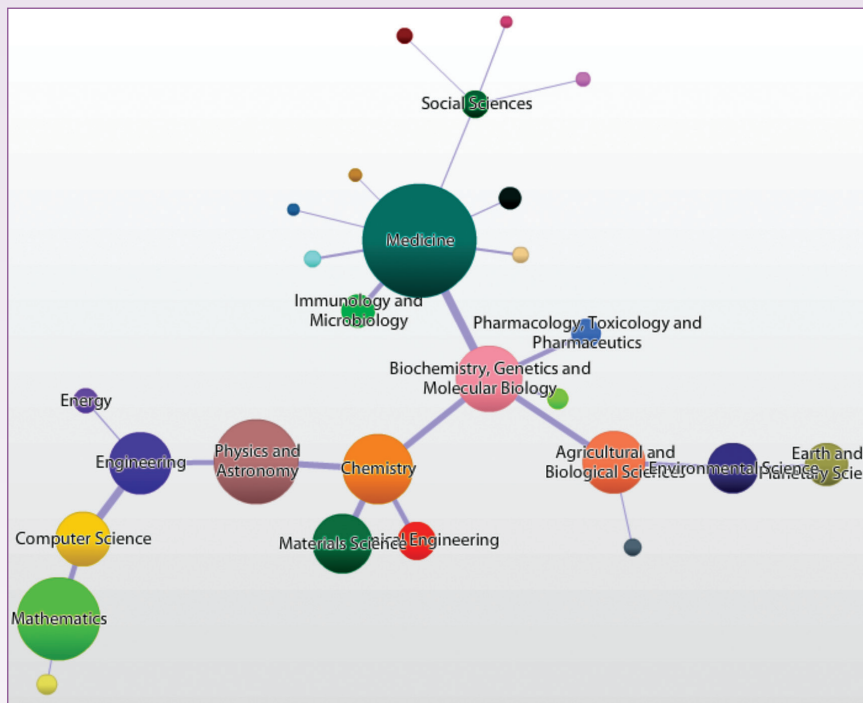 Social Sciences
Medicine
Immunology and
Microbiology
Pharmacology, Toxicology and
Pharmaceutics
Biochemistry, Genetics and
Molecular Biology
Energy
Engineering
Physics and
Astronomy
Chemistry
Agricultural and
Biological Sciences
Environmental Science
Earth and
Computer Science
Materials Science
Engineering
Mathematics